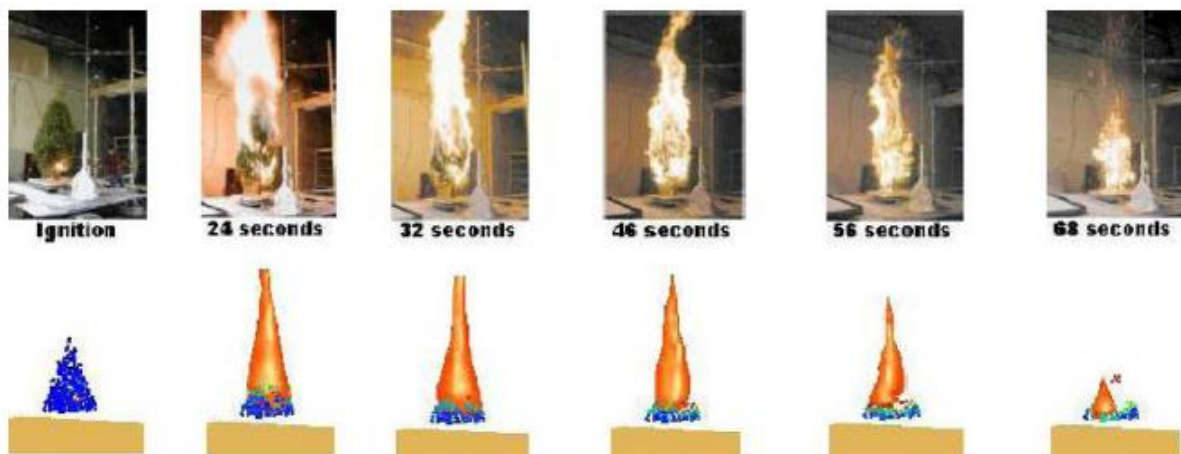 Ignition
24 seconds
32 seconds
46 seconds
56 seconds
68 seconds